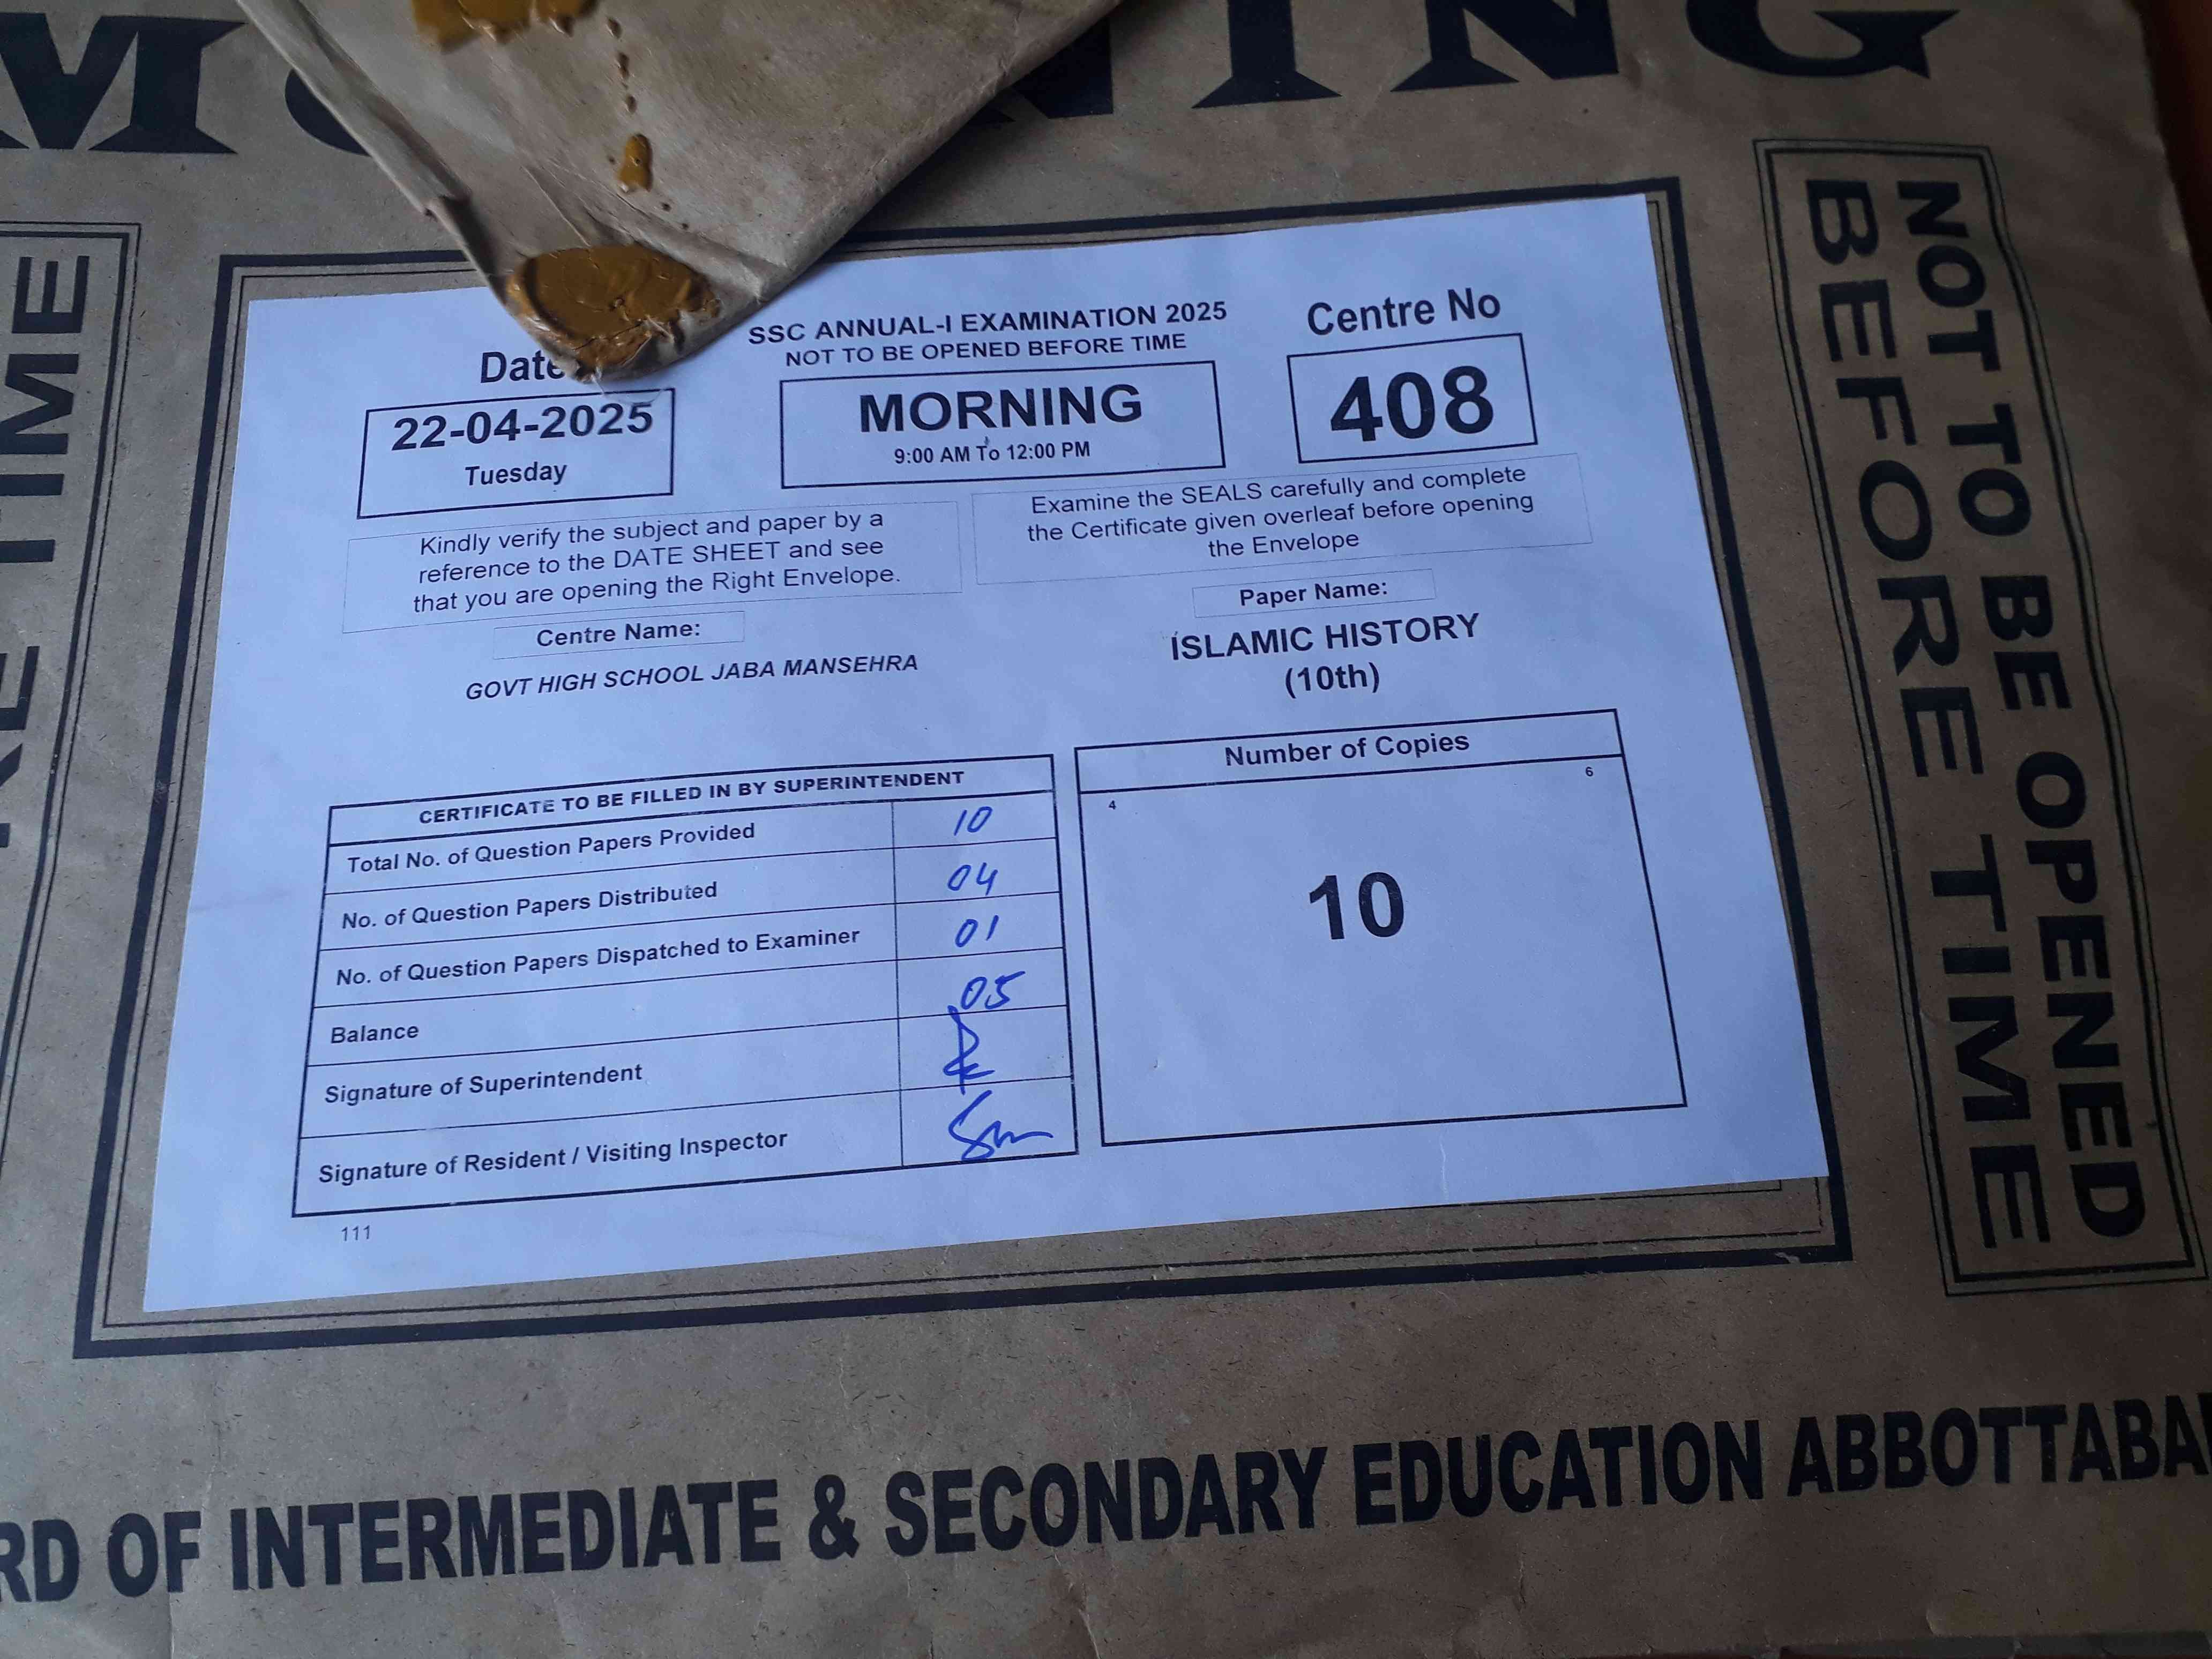 NING
NOT TO BE OPENED
BEFORE TIME
RE TIME
SSC ANNUAL-I EXAMINATION 2025
NOT TO BE OPENED BEFORE TIME
Date
22-04-2025
Tuesday
MORNING
9:00 AM To 12:00 PM
Centre No
408
Kindly verify the subject and paper by a
reference to the DATE SHEET and see
that you are opening the Right Envelope.
Examine the SEALS carefully and complete
the Certificate given overleaf before opening
the Envelope
Centre Name:
GOVT HIGH SCHOOL JABA MANSEHRA
Paper Name:
ISLAMIC HISTORY
(10th)
CERTIFICATE TO BE FILLED IN BY SUPERINTENDENT
Total No. of Question Papers Provided 10
No. of Question Papers Distributed 04
No. of Question Papers Dispatched to Examiner 01
Balance 05
Signature of Superintendent
Signature of Resident / Visiting Inspector
Number of Copies
4 6
10
111
RD OF INTERMEDIATE & SECONDARY EDUCATION ABBOTTABA